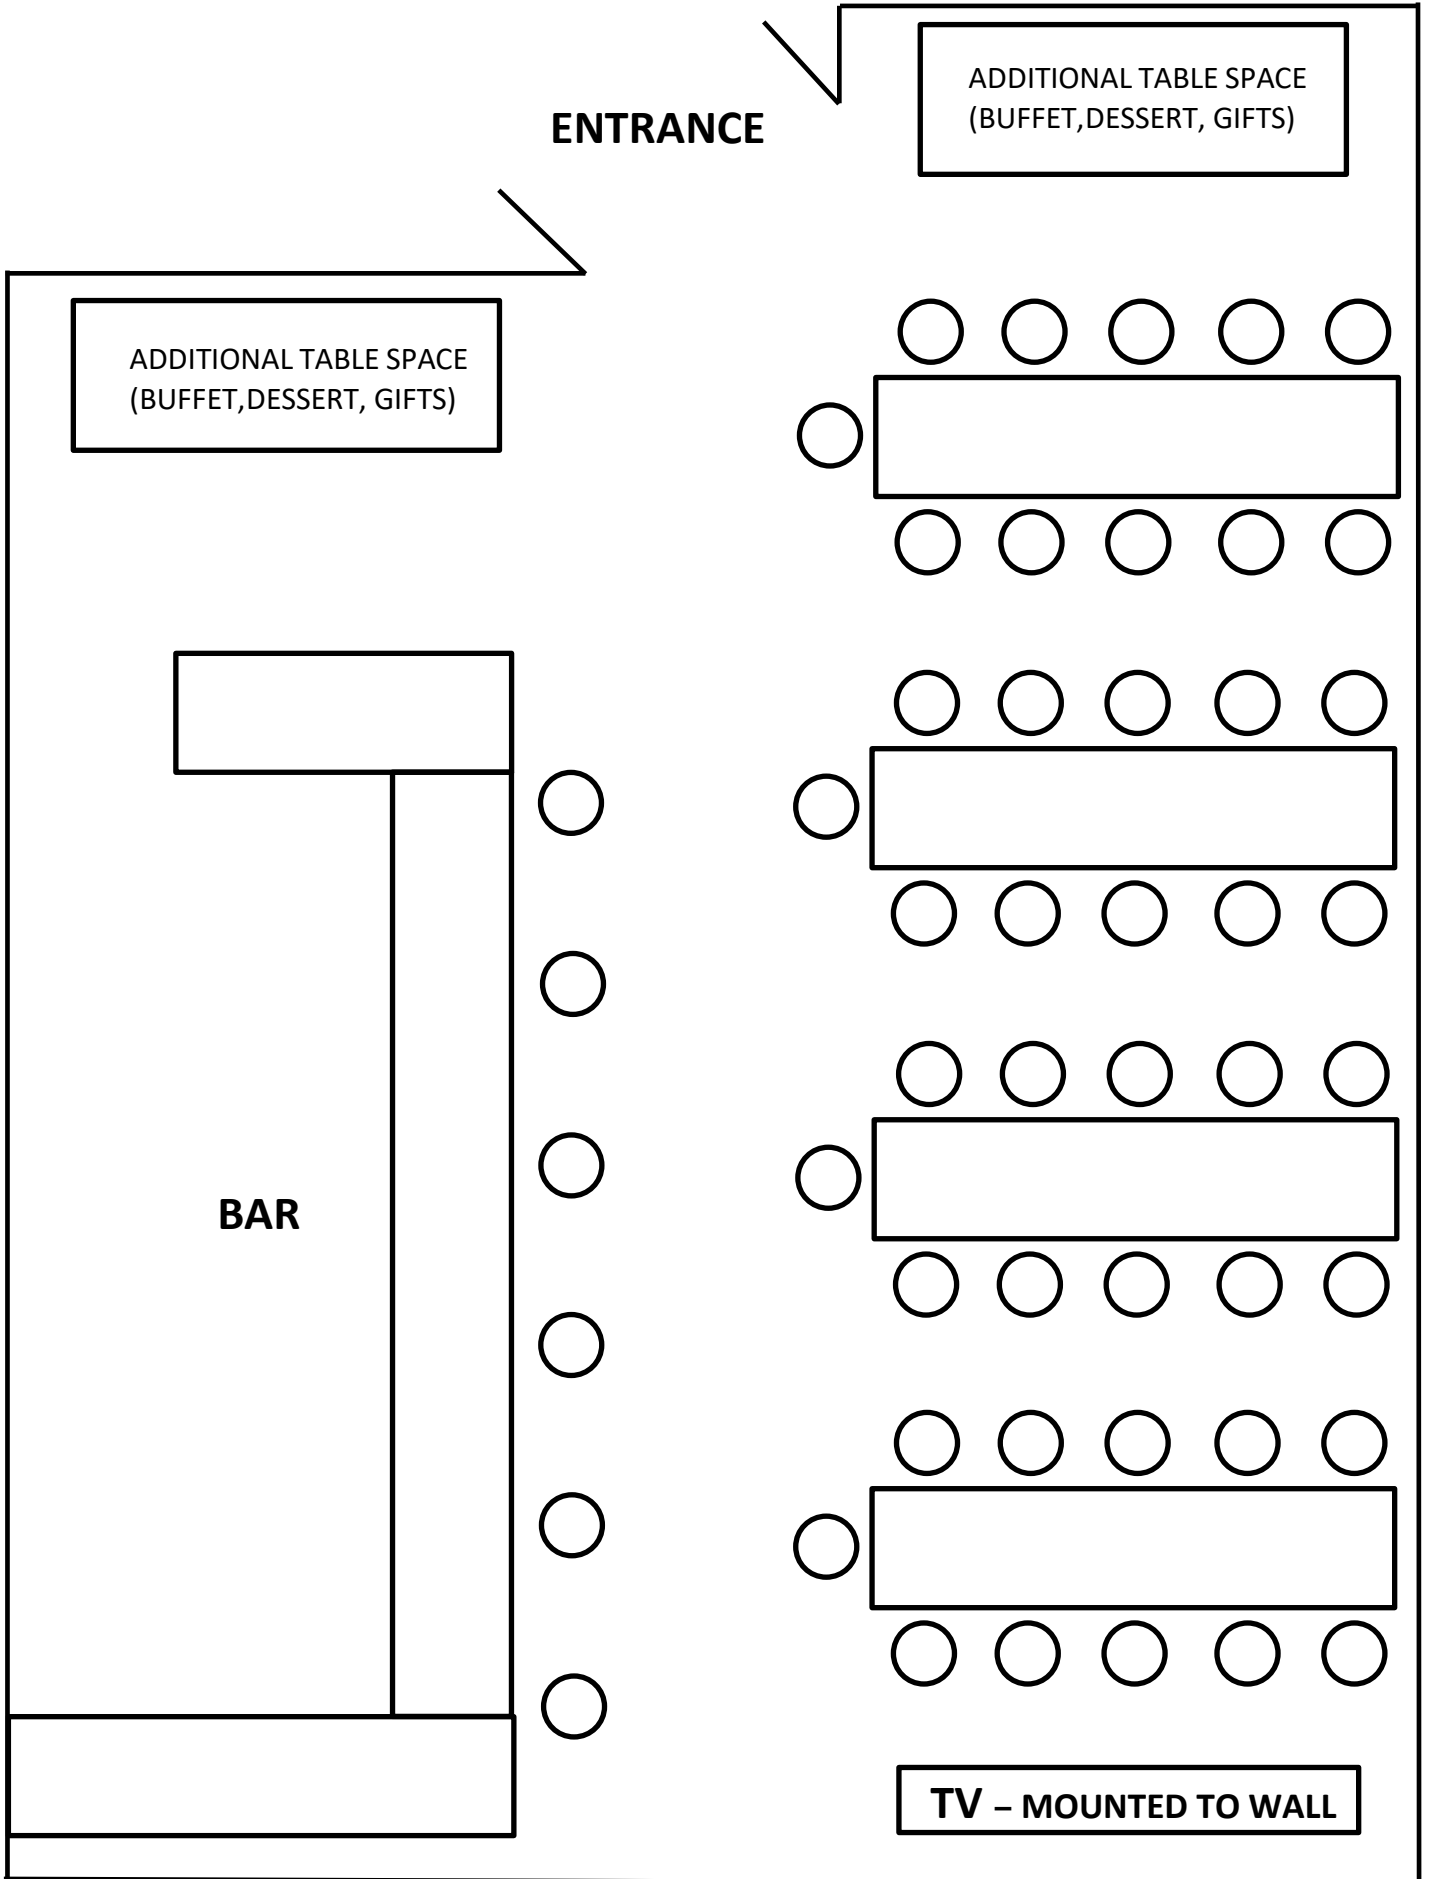 ADDITIONAL TABLE SPACE
(BUFFET,DESSERT, GIFTS)
ENTRANCE
ADDITIONAL TABLE SPACE
(BUFFET,DESSERT, GIFTS)
BAR
TV – MOUNTED TO WALL